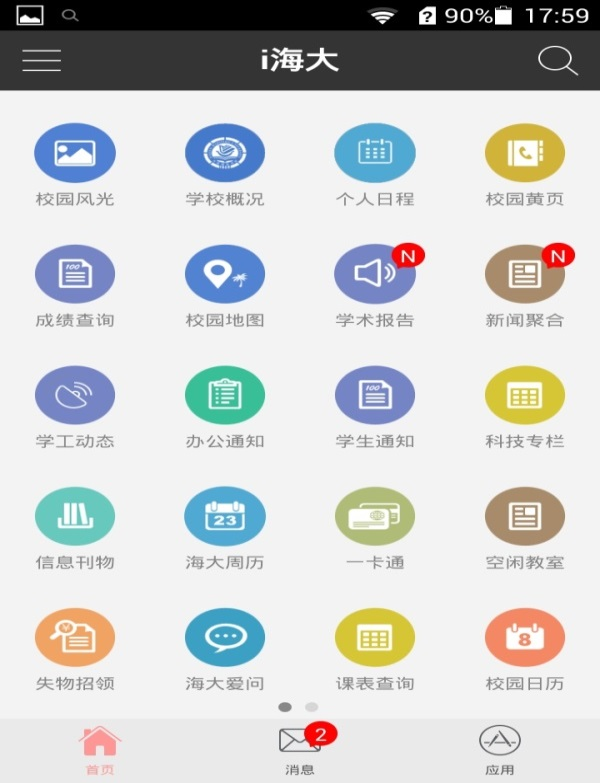 90% 17:59
i海大
校园风光 学校概况 个人日程 校园黄页
100 N N
成绩查询 校园地图 学术报告 新闻聚合
100
学工动态 办公通知 学生通知 科技专栏
23
信息刊物 海大周历 一卡通 空闲教室
¥ 8
失物招领 海大爱问 课表查询 校园日历
2
首页 消息 应用